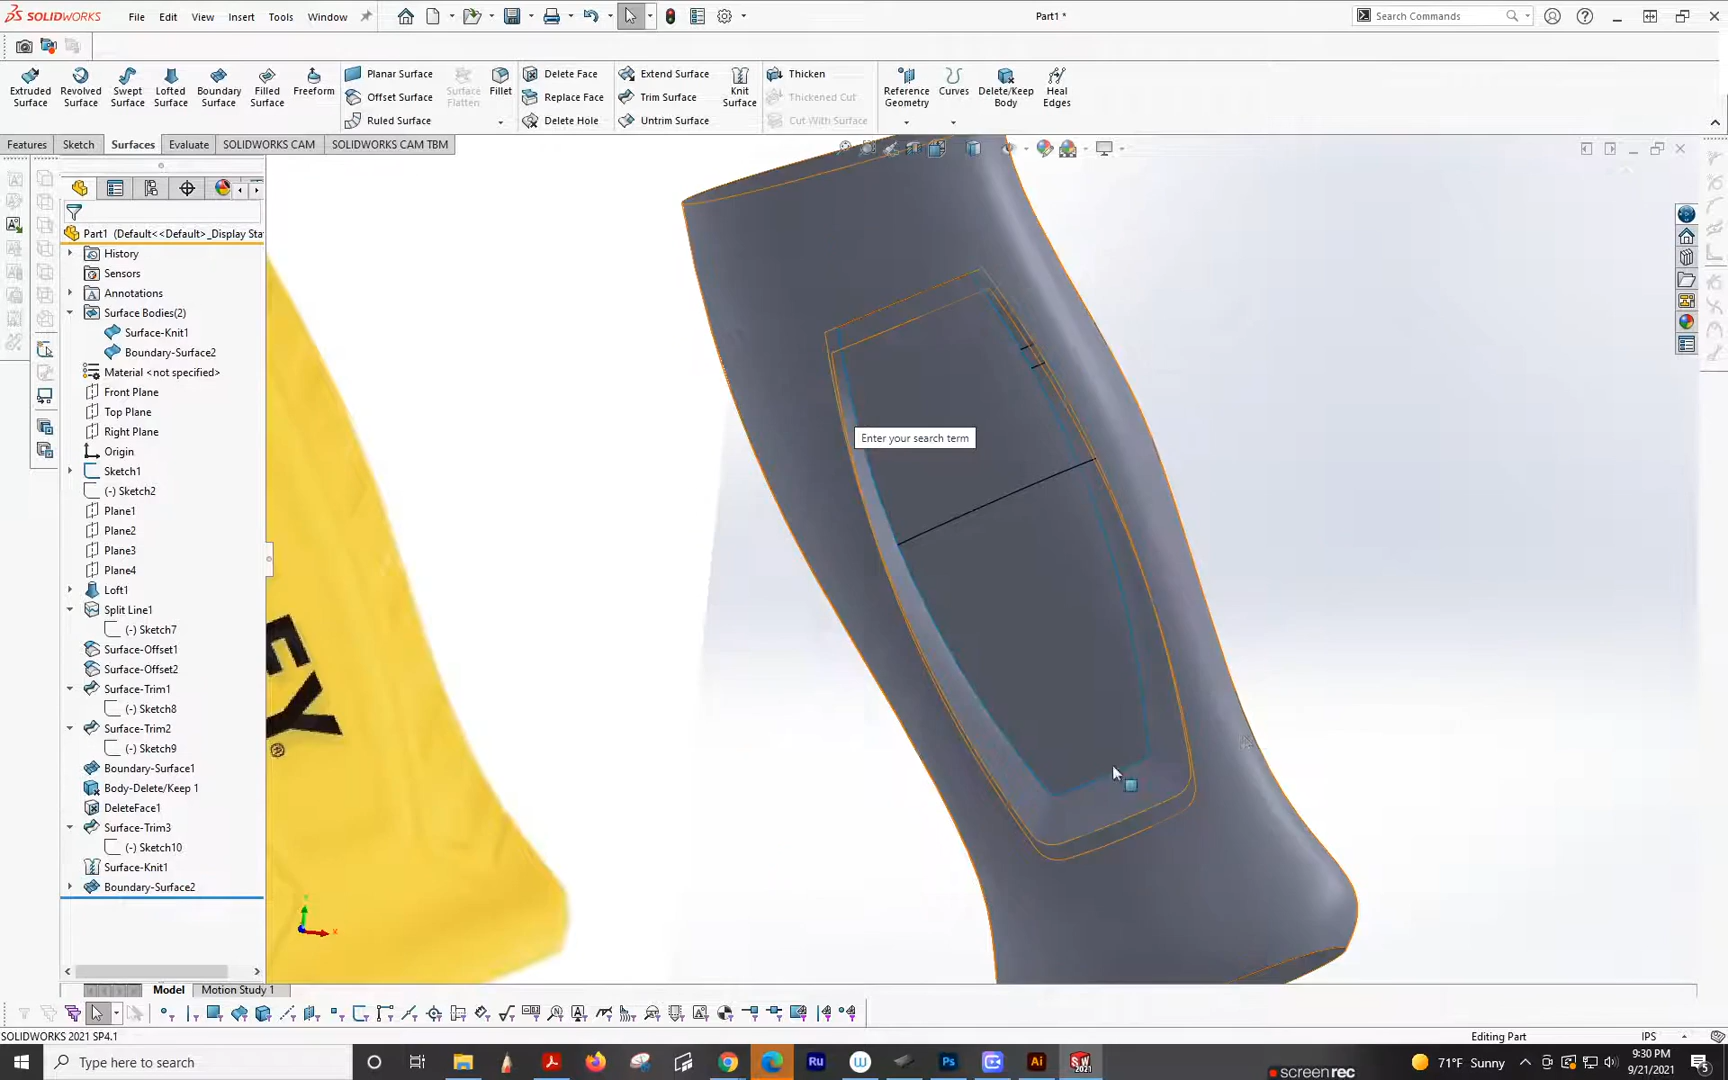 SOLIDWORKS
File Edit View Insert Tools Window
Part1 *
Search Commands
Extruded Surface
Revolved Surface
Swept Surface
Lofted Surface
Boundary Surface
Filled Surface
Freeform
Planar Surface
Offset Surface
Ruled Surface
Surface Flatten
Fillet
Delete Face
Replace Face
Delete Hole
Extend Surface
Trim Surface
Untrim Surface
Knit Surface
Thicken
Thickened Cut
Cut With Surface
Reference Geometry
Curves
Delete/Keep Body
Heal Edges
Features Sketch Surfaces Evaluate SOLIDWORKS CAM SOLIDWORKS CAM TBM
Part1 (Default<<Default>_Display Sta
History
Sensors
Annotations
Surface Bodies(2)
Surface-Knit1
Boundary-Surface2
Material <not specified>
Front Plane
Top Plane
Right Plane
Origin
Sketch1
(-) Sketch2
Plane1
Plane2
Plane3
Plane4
Loft1
Split Line1
(-) Sketch7
Surface-Offset1
Surface-Offset2
Surface-Trim1
(-) Sketch8
Surface-Trim2
(-) Sketch9
Boundary-Surface1
Body-Delete/Keep 1
DeleteFace1
Surface-Trim3
(-) Sketch10
Surface-Knit1
Boundary-Surface2
EY
®
Enter your search term
Model Motion Study 1
SOLIDWORKS 2021 SP4.1
Editing Part
IPS
Type here to search
Ru
Ps
Ai
SW
2021
screenrec
71°F Sunny
9:30 PM
9/21/2021
5